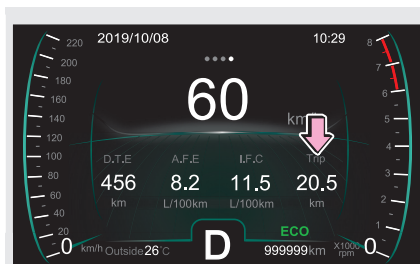 2019/10/08 10:29
60
km/
220
200
180
160
140
120
100
80
60
40
20
0
km/h
8
7
6
5
4
3
2
1
0
X1000
rpm
D.T.E A.F.E I.F.C Trip
456 8.2 11.5 20.5
km L/100km L/100km km
ECO
Outside 26°C D 999999km